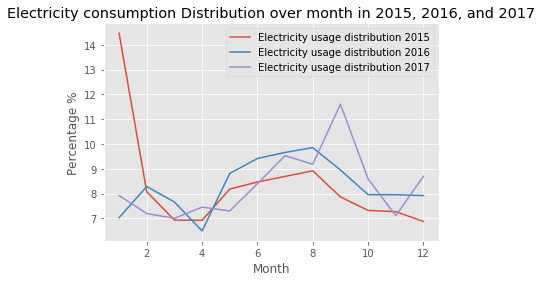 Electricity consumption Distribution over month in 2015, 2016, and 2017
Electricity usage distribution 2015
Electricity usage distribution 2016
Electricity usage distribution 2017
Percentage %
14
13
12
11
10
9
8
7
2 4 6 8 10 12
Month